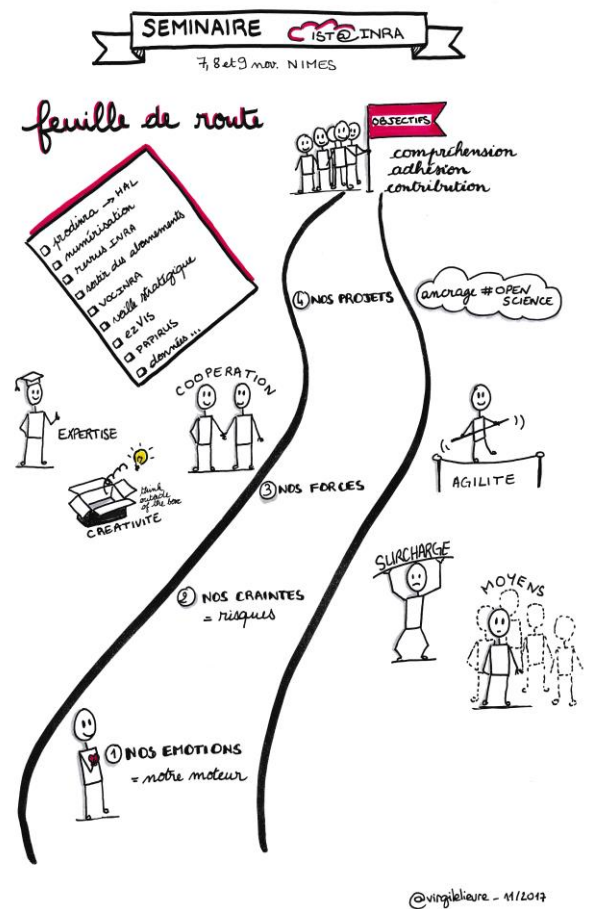 SEMINAIRE IST@INRA
7, 8 et 9 nov. NIMES
feuille de route
OBJECTIFS
compréhension
adhésion
contribution
prodinra → HAL
numérisation
rurus INRA
sortir des abonnements
VOCINRA
veille stratégique
ezVIS
PAPIRUS
données...
④ NOS PROJETS
ancrage #OPEN
SCIENCE
EXPERTISE
COOPERATION
AGILITE
think
outside
of the box
CREATIVITE
③ NOS FORCES
SURCHARGE
MOYENS
② NOS CRAINTES
= risques
① NOS EMOTIONS
= notre moteur
@virgilelieure - 11/2017